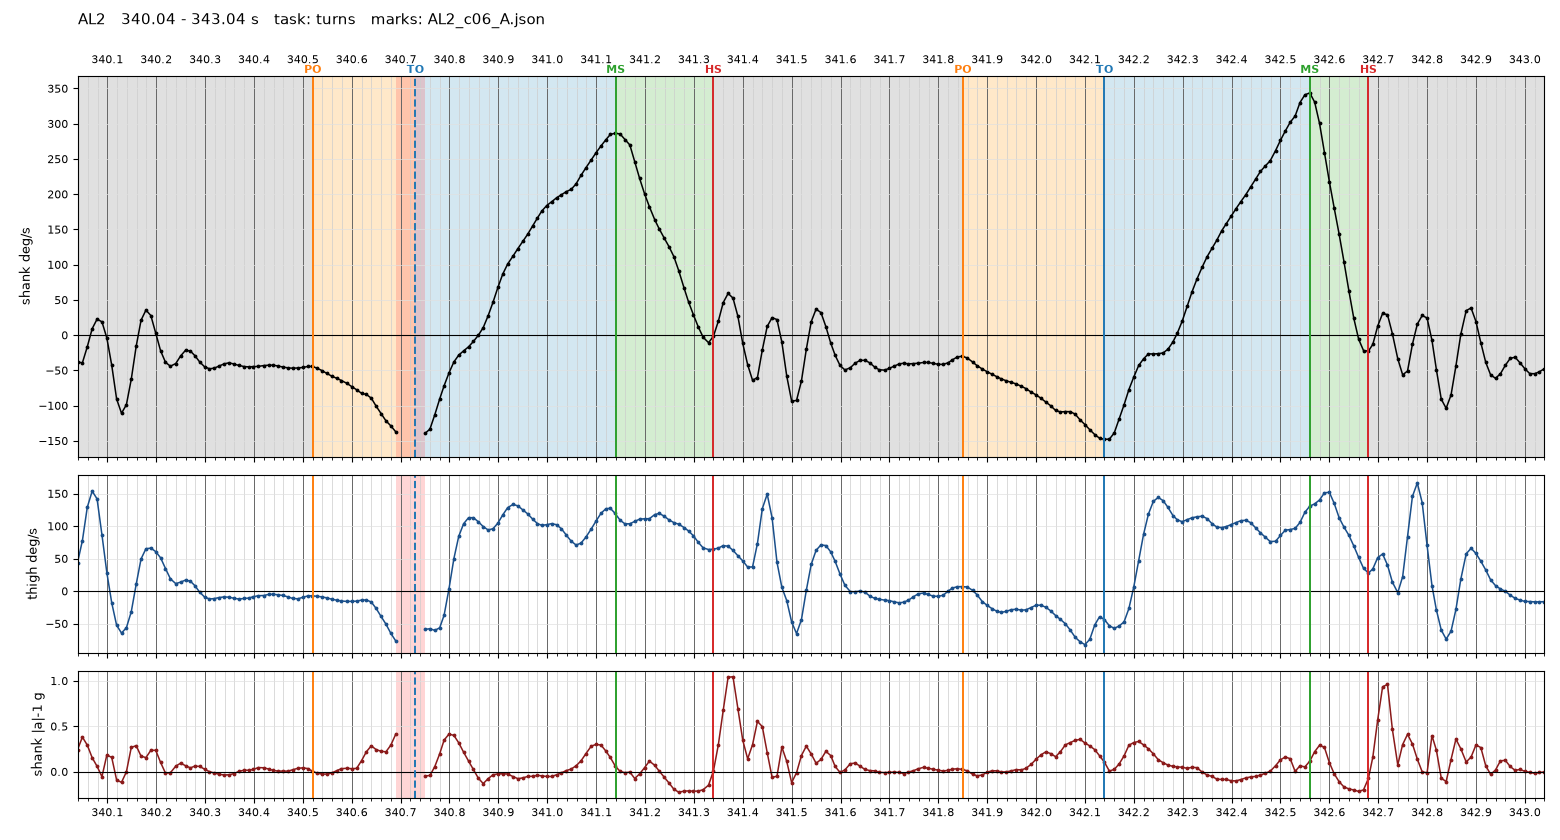 AL2 340.04 - 343.04 s task: turns marks: AL2_c06_A.json
340.1 340.2 340.3 340.4 340.5 340.6 340.7 340.8 340.9 341.0 341.1 341.2 341.3 341.4 341.5 341.6 341.7 341.8 341.9 342.0 342.1 342.2 342.3 342.4 342.5 342.6 342.7 342.8 342.9 343.0
PO TO MS HS PO TO MS HS
shank deg/s
350
300
250
200
150
100
50
0
−50
−100
−150
thigh deg/s
150
100
50
0
−50
shank |a|-1 g
1.0
0.5
0.0
340.1 340.2 340.3 340.4 340.5 340.6 340.7 340.8 340.9 341.0 341.1 341.2 341.3 341.4 341.5 341.6 341.7 341.8 341.9 342.0 342.1 342.2 342.3 342.4 342.5 342.6 342.7 342.8 342.9 343.0